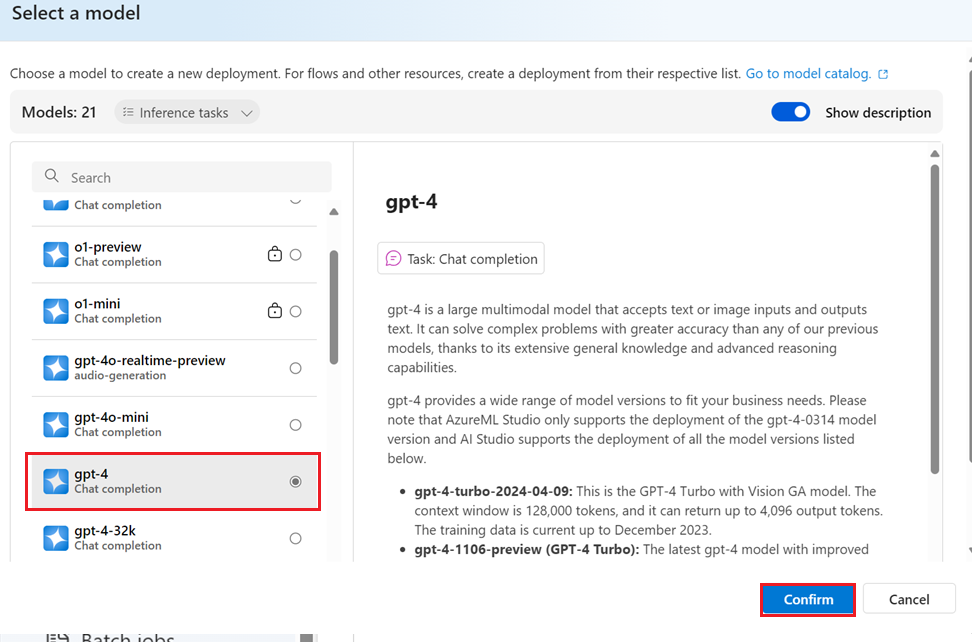 Select a model
Choose a model to create a new deployment. For flows and other resources, create a deployment from their respective list. Go to model catalog.
Models: 21
Inference tasks
Show description
Search
Chat completion
o1-preview
Chat completion
o1-mini
Chat completion
gpt-4o-realtime-preview
audio-generation
gpt-4o-mini
Chat completion
gpt-4
Chat completion
gpt-4-32k
Chat completion
gpt-4
Task: Chat completion
gpt-4 is a large multimodal model that accepts text or image inputs and outputs
text. It can solve complex problems with greater accuracy than any of our previous
models, thanks to its extensive general knowledge and advanced reasoning
capabilities.
gpt-4 provides a wide range of model versions to fit your business needs. Please
note that AzureML Studio only supports the deployment of the gpt-4-0314 model
version and AI Studio supports the deployment of all the model versions listed
below.
• gpt-4-turbo-2024-04-09: This is the GPT-4 Turbo with Vision GA model. The
context window is 128,000 tokens, and it can return up to 4,096 output tokens.
The training data is current up to December 2023.
• gpt-4-1106-preview (GPT-4 Turbo): The latest gpt-4 model with improved
Confirm
Cancel
Batch jobs